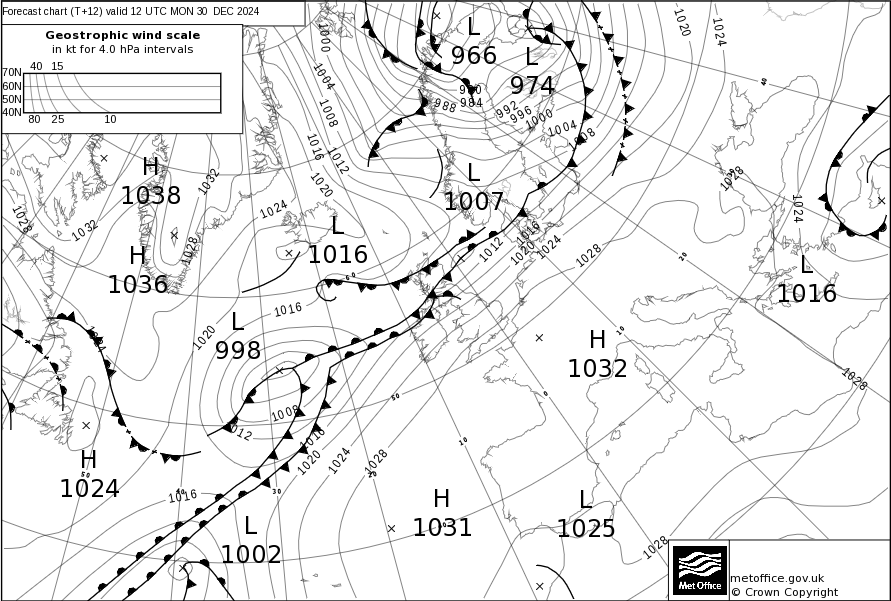 Forecast chart (T+12) valid 12 UTC MON 30 DEC 2024
Geostrophic wind scale
in kt for 4.0 hPa intervals
40 15
70N
60N
50N
40N
80 25 10
L
966
L
974
980
984
988
992
996
1000
1004
1008
1000
1004
1008
1012
1016
1020
1020
1024
40
H
1038
1032
1032
1028
1028
H
1036
1024
L
1016
L
1007
1012
1016
1020
1024
1028
1028
1024
20
L
1016
60
L
998
1016
1020
10
H
1032
1028
1008
1012
1016
1020
1024
1028
50
0
10
H
1024
50
1016
40
30
L
1002
H
1031
L
1025
1028
Met Office
metoffice.gov.uk
© Crown Copyright